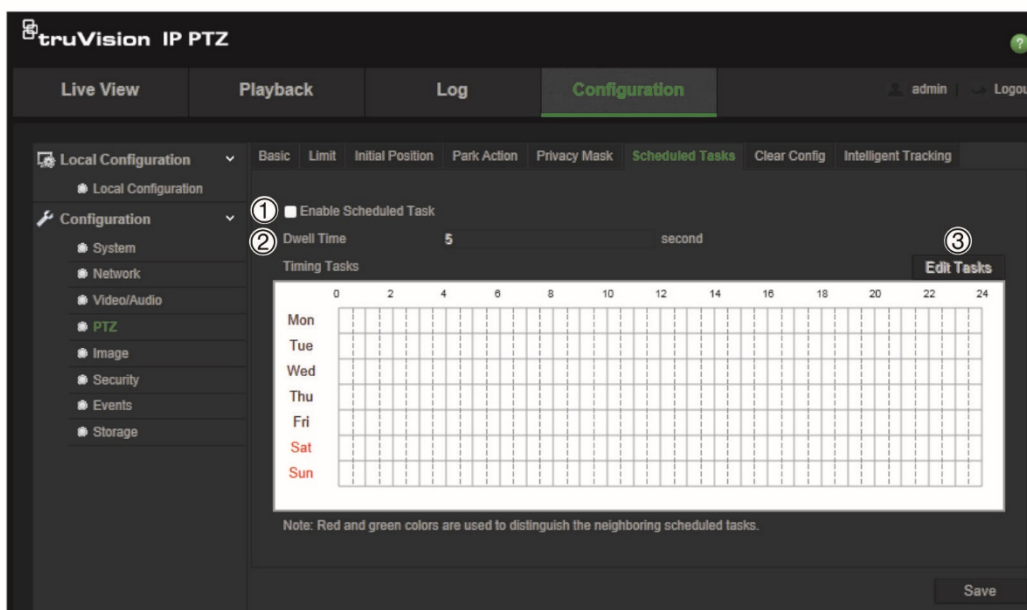 truVision IP PTZ
?
Live View Playback Log Configuration admin | Logou
Local Configuration
Local Configuration
Configuration
System
Network
Video/Audio
PTZ
Image
Security
Events
Storage
Basic Limit Initial Position Park Action Privacy Mask Scheduled Tasks Clear Config Intelligent Tracking
① Enable Scheduled Task
② Dwell Time 5 second
③
Timing Tasks Edit Tasks
0 2 4 6 8 10 12 14 16 18 20 22 24
Mon
Tue
Wed
Thu
Fri
Sat
Sun
Note: Red and green colors are used to distinguish the neighboring scheduled tasks.
Save